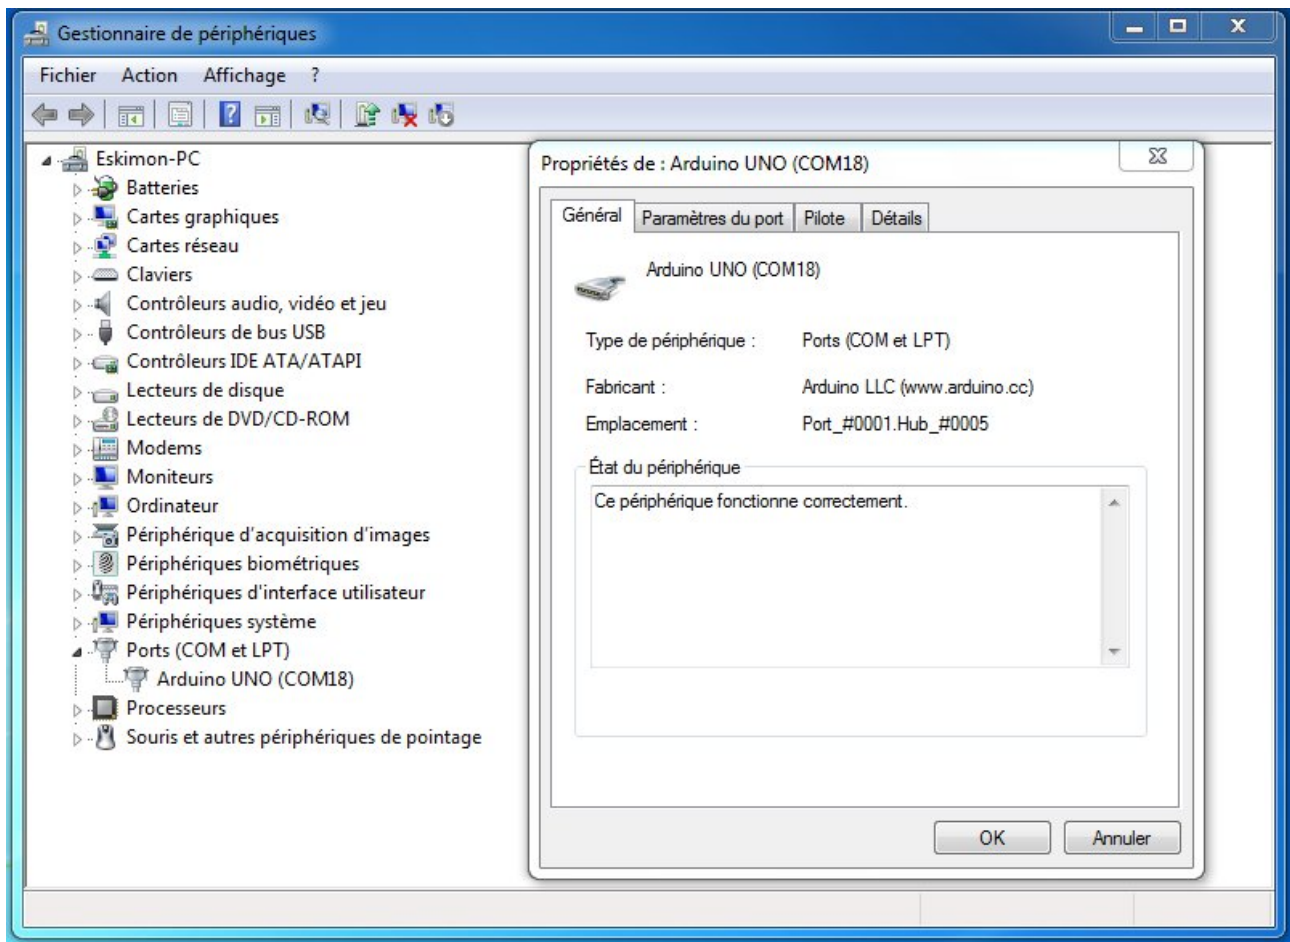 Gestionnaire de périphériques
Fichier Action Affichage ?
Eskimon-PC
Batteries
Cartes graphiques
Cartes réseau
Claviers
Contrôleurs audio, vidéo et jeu
Contrôleurs de bus USB
Contrôleurs IDE ATA/ATAPI
Lecteurs de disque
Lecteurs de DVD/CD-ROM
Modems
Moniteurs
Ordinateur
Périphérique d'acquisition d'images
Périphériques biométriques
Périphériques d'interface utilisateur
Périphériques système
Ports (COM et LPT)
Arduino UNO (COM18)
Processeurs
Souris et autres périphériques de pointage
Propriétés de : Arduino UNO (COM18)
Général Paramètres du port Pilote Détails
Arduino UNO (COM18)
Type de périphérique : Ports (COM et LPT)
Fabricant : Arduino LLC (www.arduino.cc)
Emplacement : Port_#0001.Hub_#0005
État du périphérique
Ce périphérique fonctionne correctement.
OK Annuler